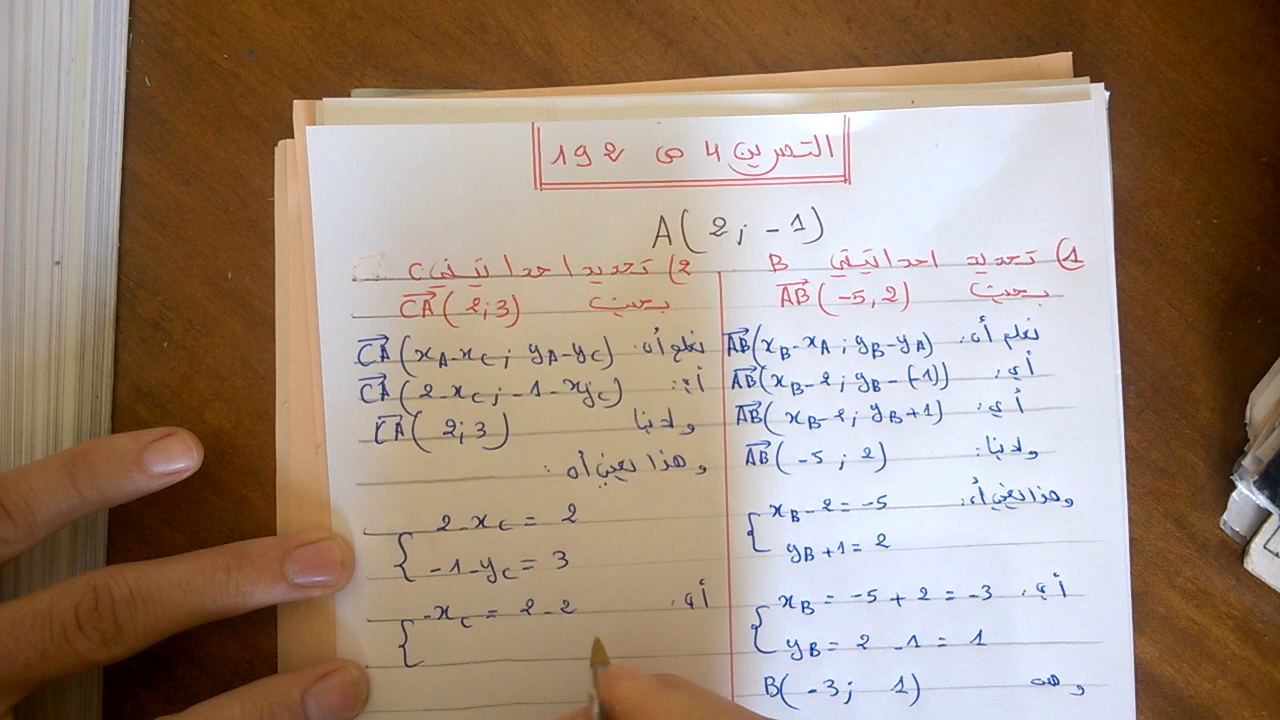 التمرين 4 ص 192
A(2; -1)
1) تحديد احداثيتي B
بحيث AB(-5,2)
نعلم أن: AB(xB-xA; yB-yA)
أي: AB(xB-2; yB-(-1))
أي: AB(xB-2; yB+1)
ولدينا: AB(-5; 2)
وهذا يعني أن:
{ xB-2=-5
yB+1=2
أي: { xB = -5 + 2 = -3
yB = 2 - 1 = 1
ومنه B(-3; 1)
2) تحديد احداثيتي C
بحيث CA(2;3)
نعلم أن: CA(xA-xC; yA-yC)
أي: CA(2-xC; -1-xyC)
ولدينا CA(2;3)
وهذا يعني أن:
{ 2-xC = 2
-1-yC = 3
أي: { -xC = 2-2